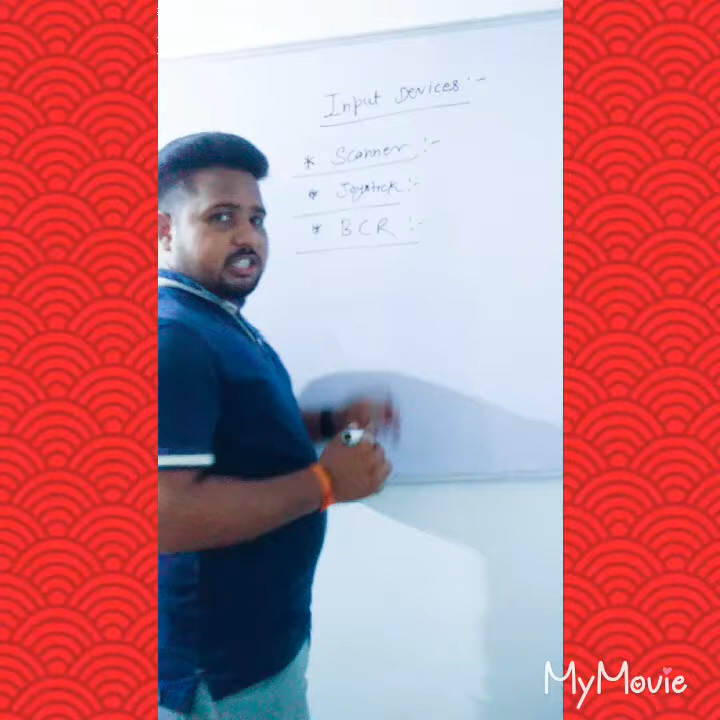 Input Devices :-
* Scanner :-
* Joystick :-
* BCR :-
MyMovie